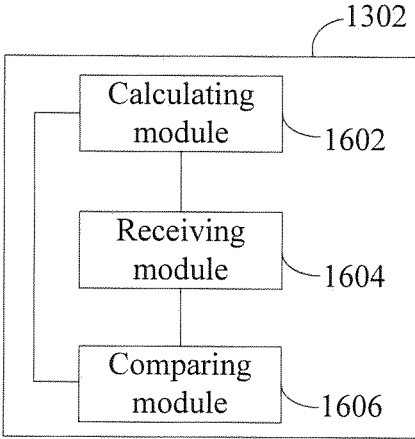 1302
Calculating
module
1602
Receiving
module
1604
Comparing
module
1606